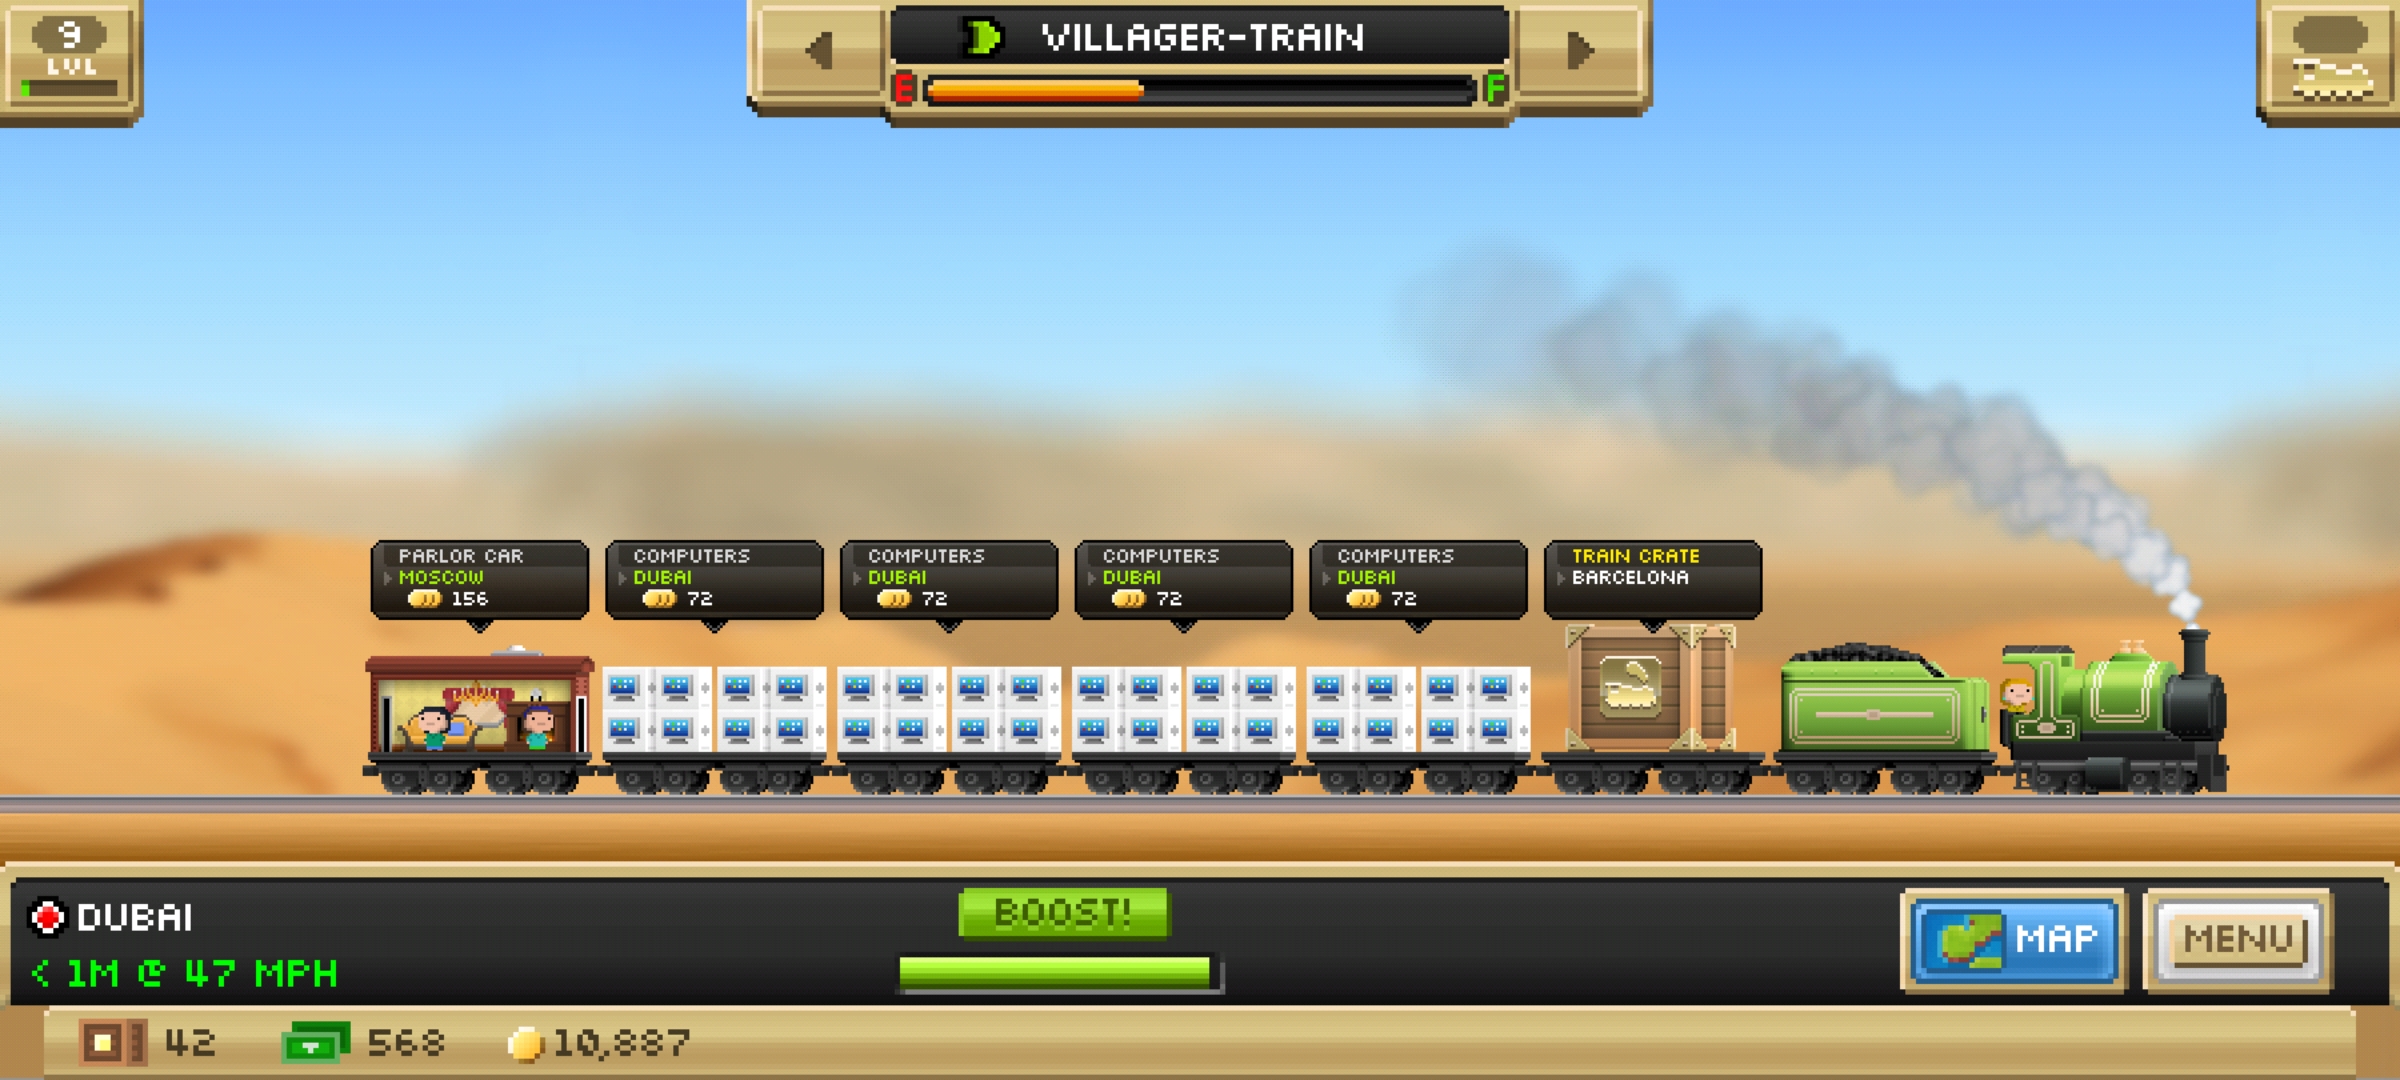 9
LVL
VILLAGER-TRAIN
E F
PARLOR CAR
MOSCOW
156
COMPUTERS
DUBAI
72
COMPUTERS
DUBAI
72
COMPUTERS
DUBAI
72
COMPUTERS
DUBAI
72
TRAIN CRATE
BARCELONA
DUBAI
< 1M @ 47 MPH
BOOST!
MAP
MENU
42
568
10,887